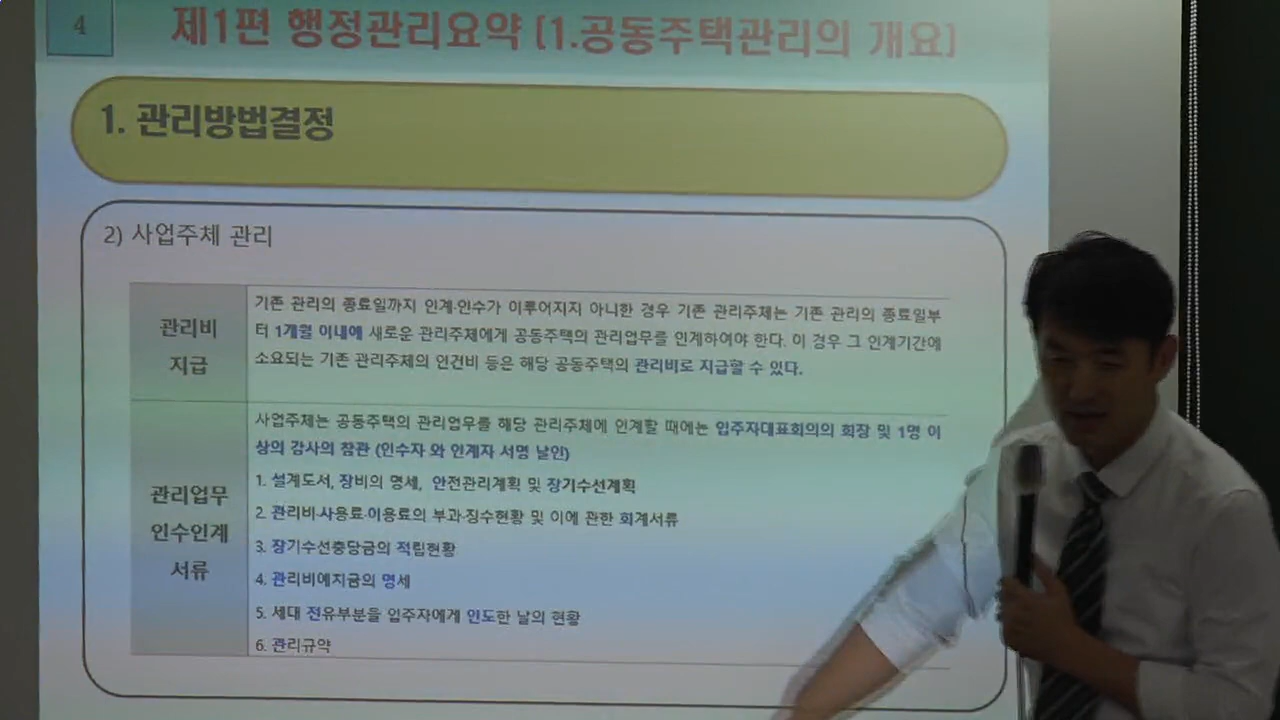 4
제1편 행정관리요약 [1.공동주택관리의 개요]
1. 관리방법결정
2) 사업주체 관리
관리비
지급
기존 관리의 종료일까지 인계·인수가 이루어지지 아니한 경우 기존 관리주체는 기존 관리의 종료일부
터 1개월 이내에 새로운 관리주체에게 공동주택의 관리업무를 인계하여야 한다. 이 경우 그 인계기간에
소요되는 기존 관리주체의 인건비 등은 해당 공동주택의 관리비로 지급할 수 있다.
관리업무
인수인계
서류
사업주체는 공동주택의 관리업무를 해당 관리주체에 인계할 때에는 입주자대표회의의 회장 및 1명 이
상의 감사의 참관 (인수자 와 인계자 서명 날인)
1. 설계도서, 장비의 명세, 안전관리계획 및 장기수선계획
2. 관리비·사용료·이용료의 부과·징수현황 및 이에 관한 회계서류
3. 장기수선충당금의 적립현황
4. 관리비예치금의 명세
5. 세대 전유부분을 입주자에게 인도한 날의 현황
6. 관리규약